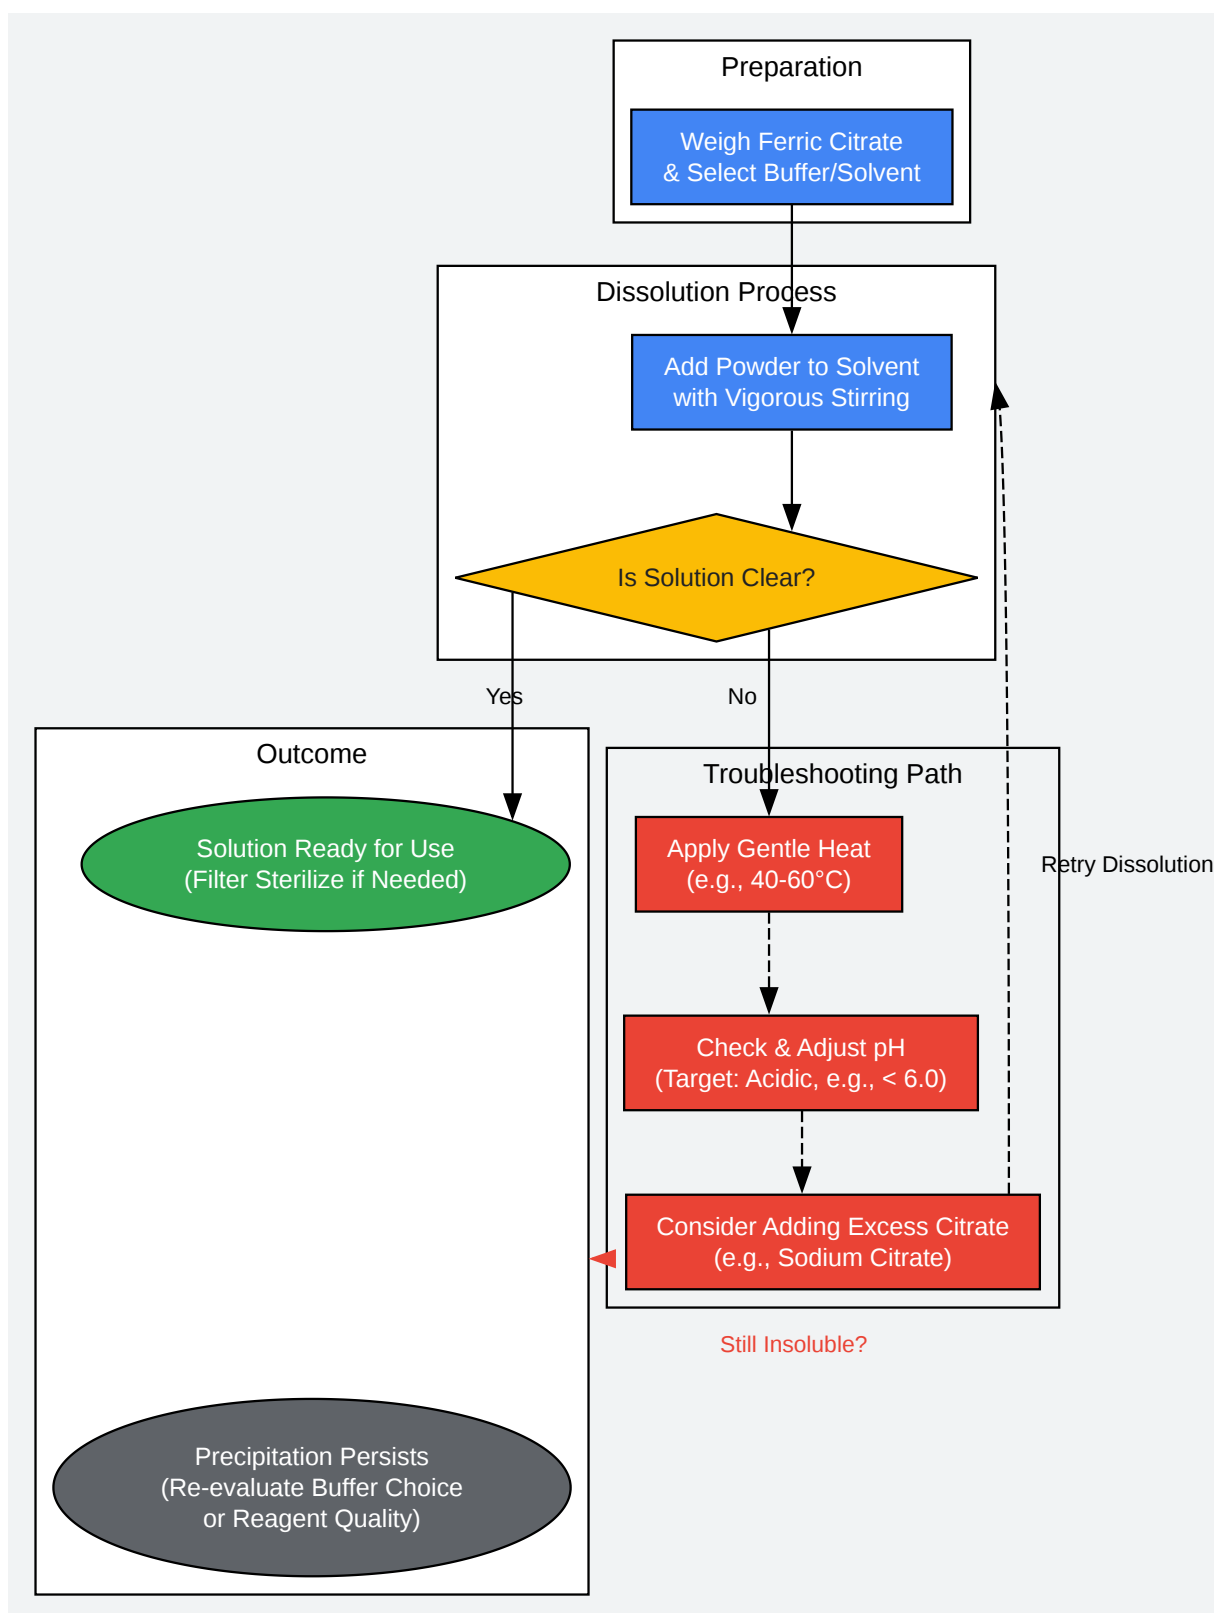 Preparation
Weigh Ferric Citrate
& Select Buffer/Solvent
Dissolution Process
Add Powder to Solvent
with Vigorous Stirring
Is Solution Clear?
Yes
No
Outcome
Solution Ready for Use
(Filter Sterilize if Needed)
Troubleshooting Path
Apply Gentle Heat
(e.g., 40-60°C)
Retry Dissolution
Check & Adjust pH
(Target: Acidic, e.g., < 6.0)
Consider Adding Excess Citrate
(e.g., Sodium Citrate)
Still Insoluble?
Precipitation Persists
(Re-evaluate Buffer Choice
or Reagent Quality)